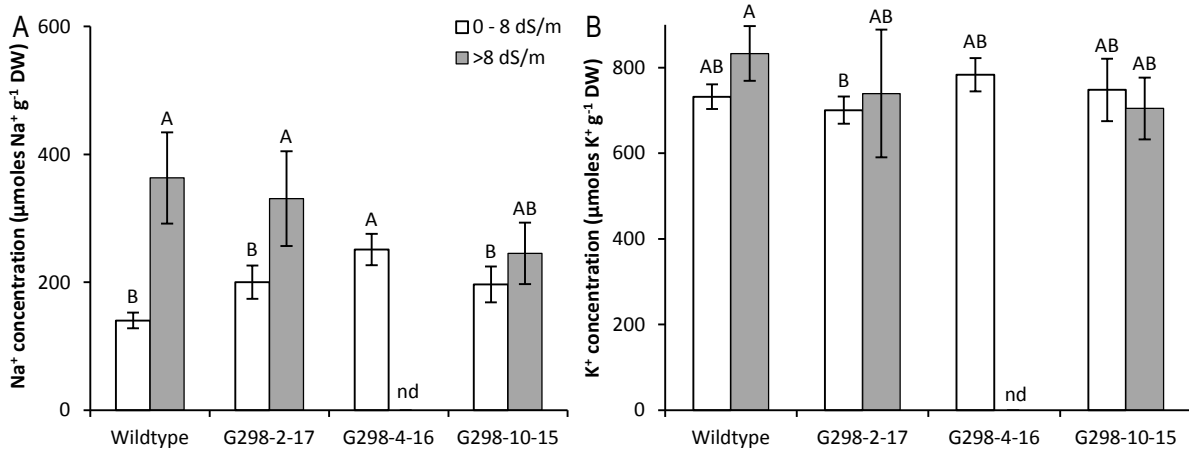 A
Na⁺ concentration (µmoles Na⁺ g⁻¹ DW)
600
400
200
0
0 - 8 dS/m
>8 dS/m
B
A
B
A
A
nd
B
AB
Wildtype
G298-2-17
G298-4-16
G298-10-15
B
K⁺ concentration (µmoles K⁺ g⁻¹ DW)
800
600
400
200
0
AB
A
B
AB
AB
nd
AB
AB
Wildtype
G298-2-17
G298-4-16
G298-10-15